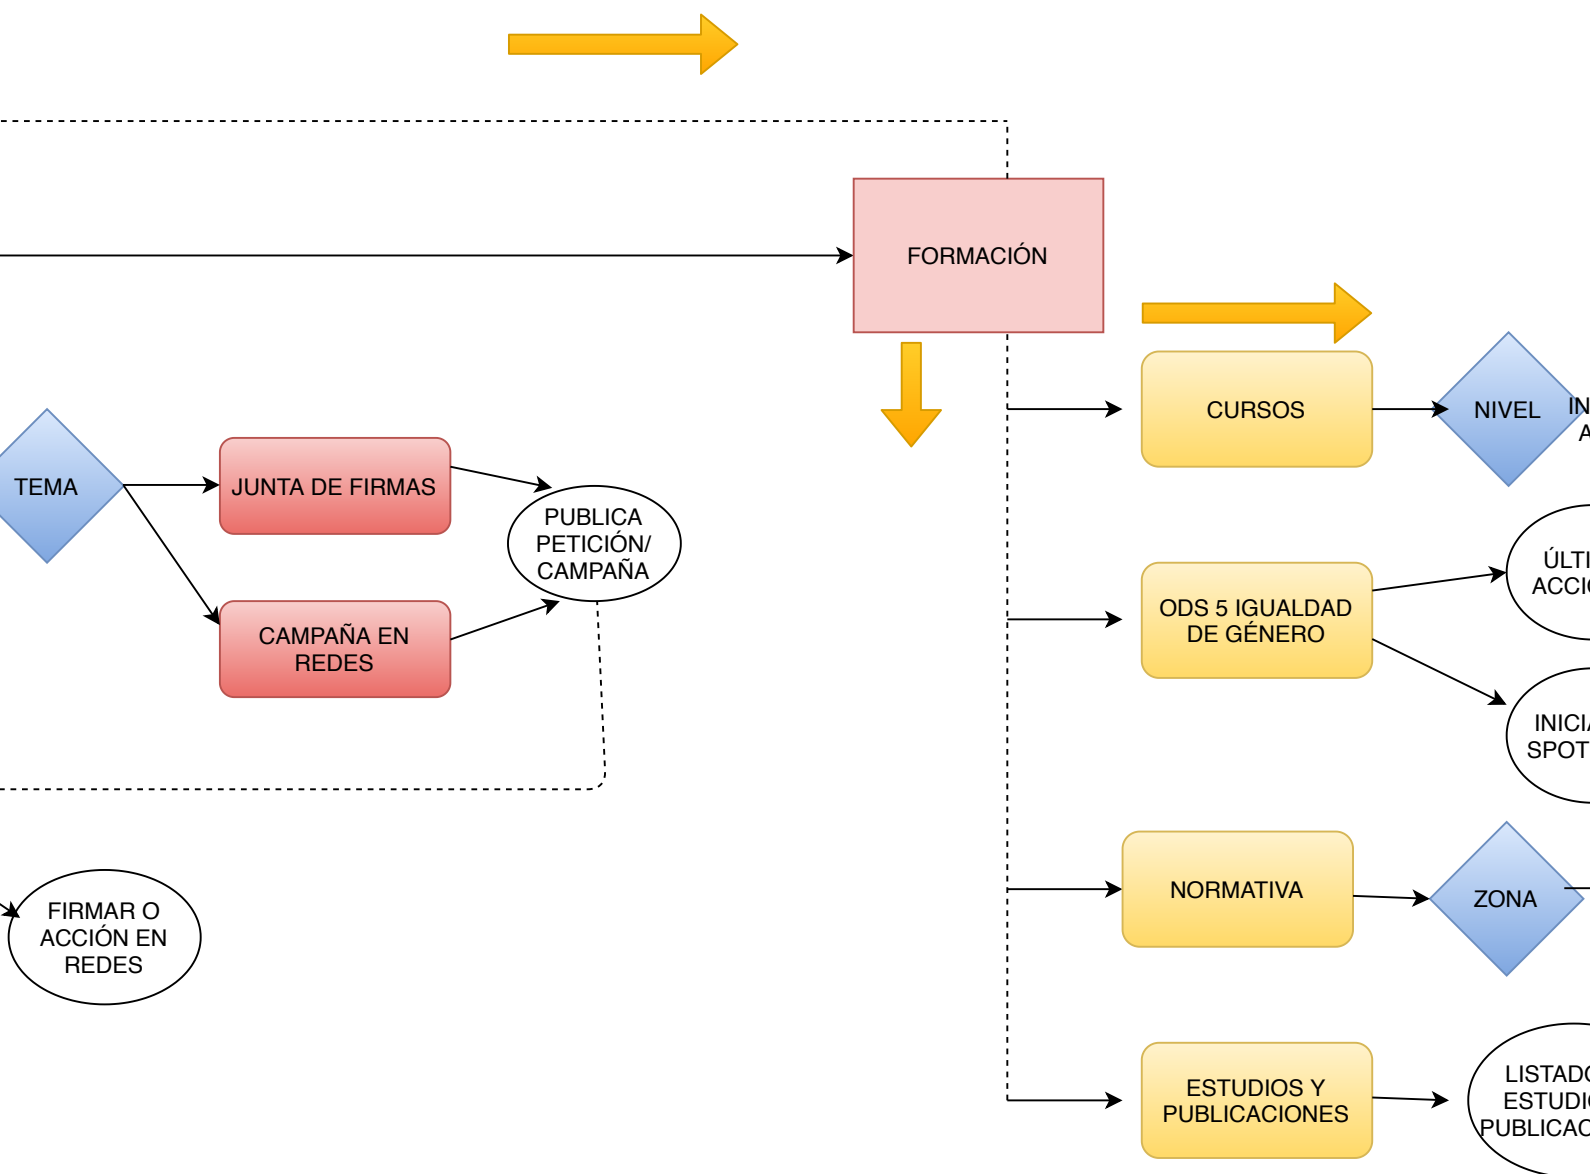 FORMACIÓN
CURSOS
NIVEL
TEMA
JUNTA DE FIRMAS
PUBLICA
PETICIÓN/
CAMPAÑA
CAMPAÑA EN
REDES
ODS 5 IGUALDAD
DE GÉNERO
NORMATIVA
ZONA
FIRMAR O
ACCIÓN EN
REDES
ESTUDIOS Y
PUBLICACIONES